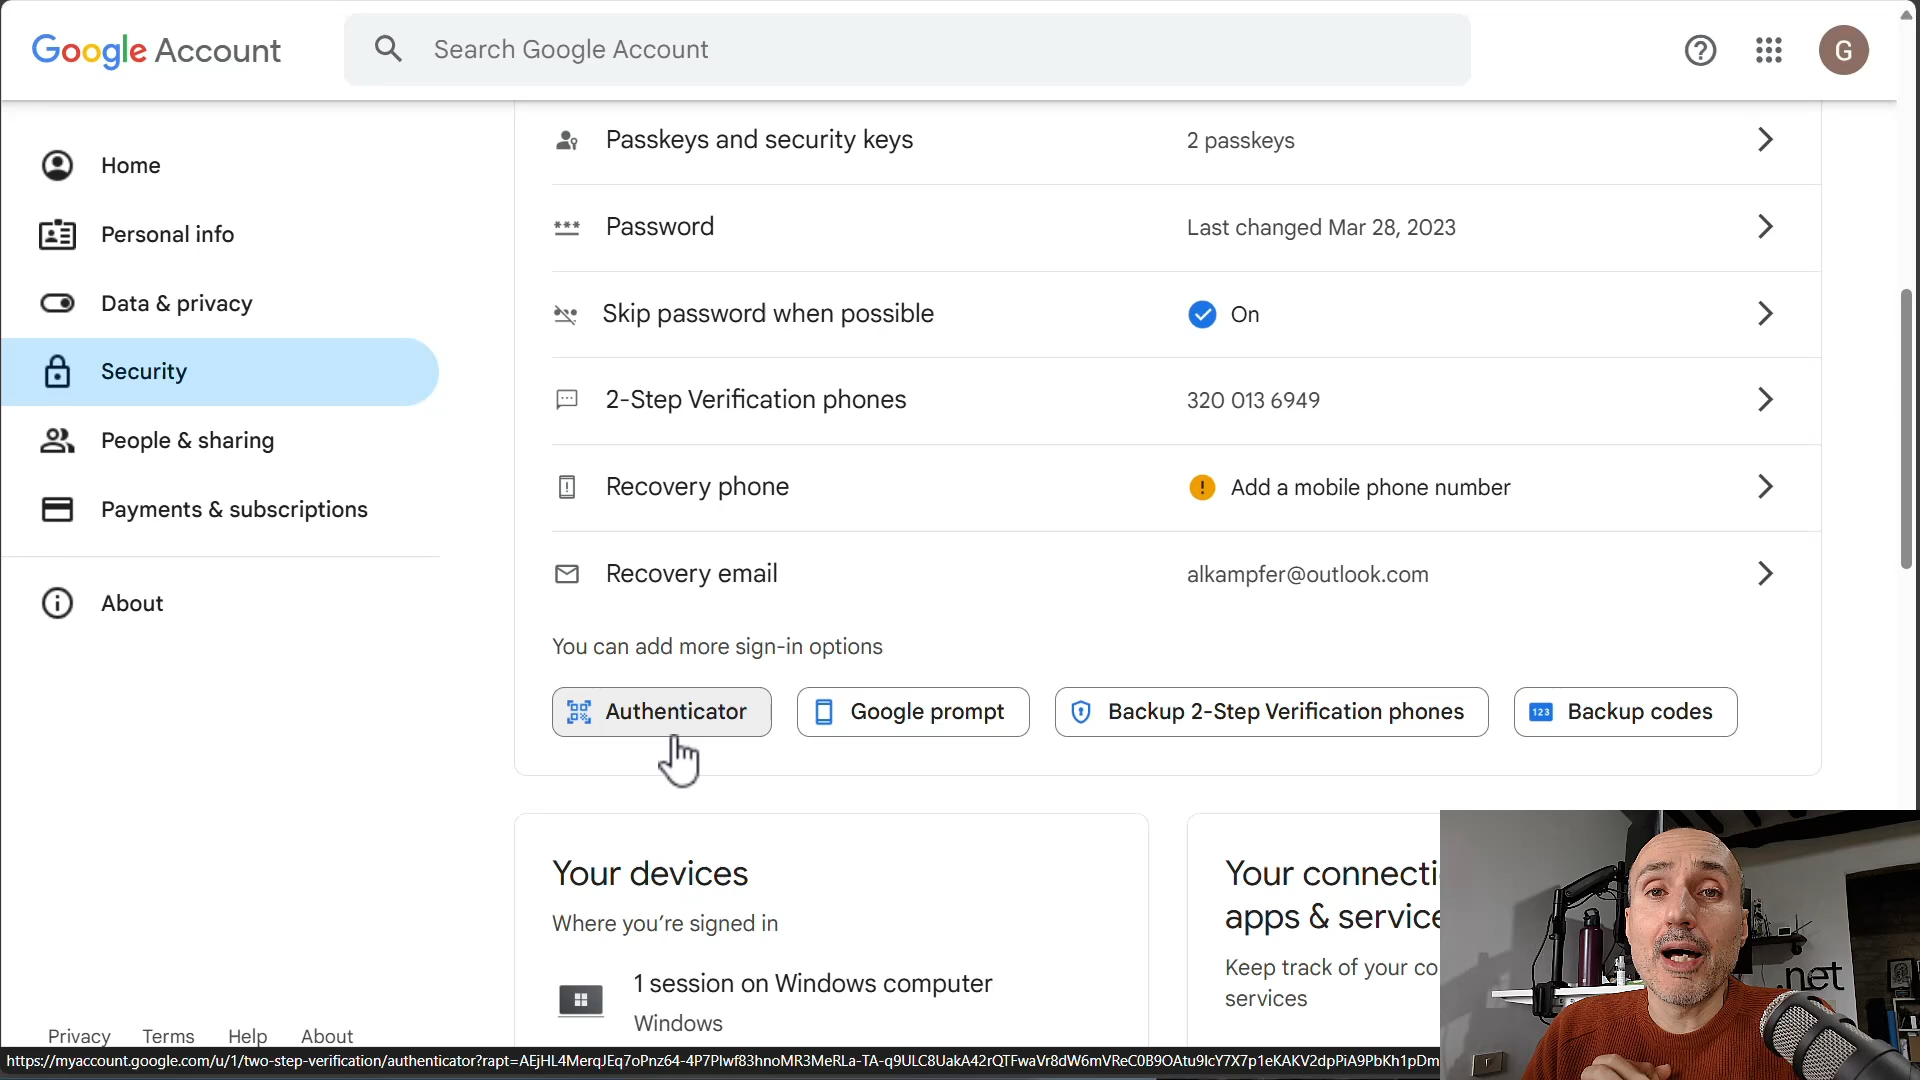 Google Account
Search Google Account
G
Home
Personal info
Data & privacy
Security
People & sharing
Payments & subscriptions
About
Passkeys and security keys
2 passkeys
Password
Last changed Mar 28, 2023
Skip password when possible
On
2-Step Verification phones
320 013 6949
Recovery phone
Add a mobile phone number
Recovery email
alkampfer@outlook.com
You can add more sign-in options
Authenticator
Google prompt
Backup 2-Step Verification phones
123
Backup codes
Your devices
Where you're signed in
1 session on Windows computer
Windows
Your connecti
apps & service
Keep track of your co
services
.net
Privacy
Terms
Help
About
https://myaccount.google.com/u/1/two-step-verification/authenticator?rapt=AEjHL4MerqJEq7oPnz64-4P7Plwf83hnoMR3MeRLa-TA-q9ULC8UakA42rQTFwaVr8dW6mVReC0B9OAtu9lcY7X7p1eKAKV2dpPiA9PbKh1pDm